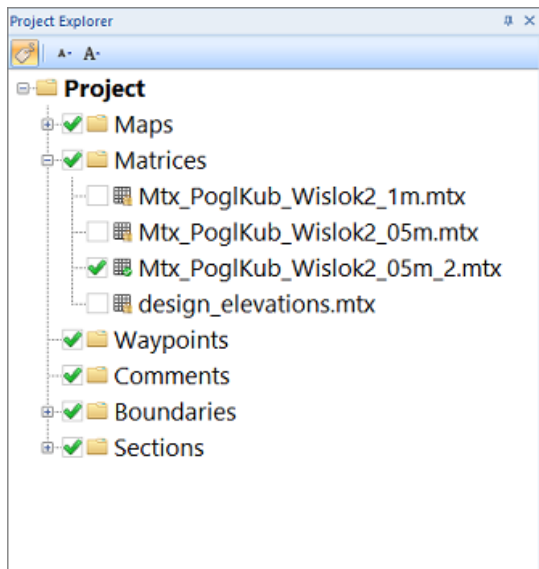 Project Explorer
A- A-
Project
Maps
Matrices
Mtx_PoglKub_Wislok2_1m.mtx
Mtx_PoglKub_Wislok2_05m.mtx
Mtx_PoglKub_Wislok2_05m_2.mtx
design_elevations.mtx
Waypoints
Comments
Boundaries
Sections